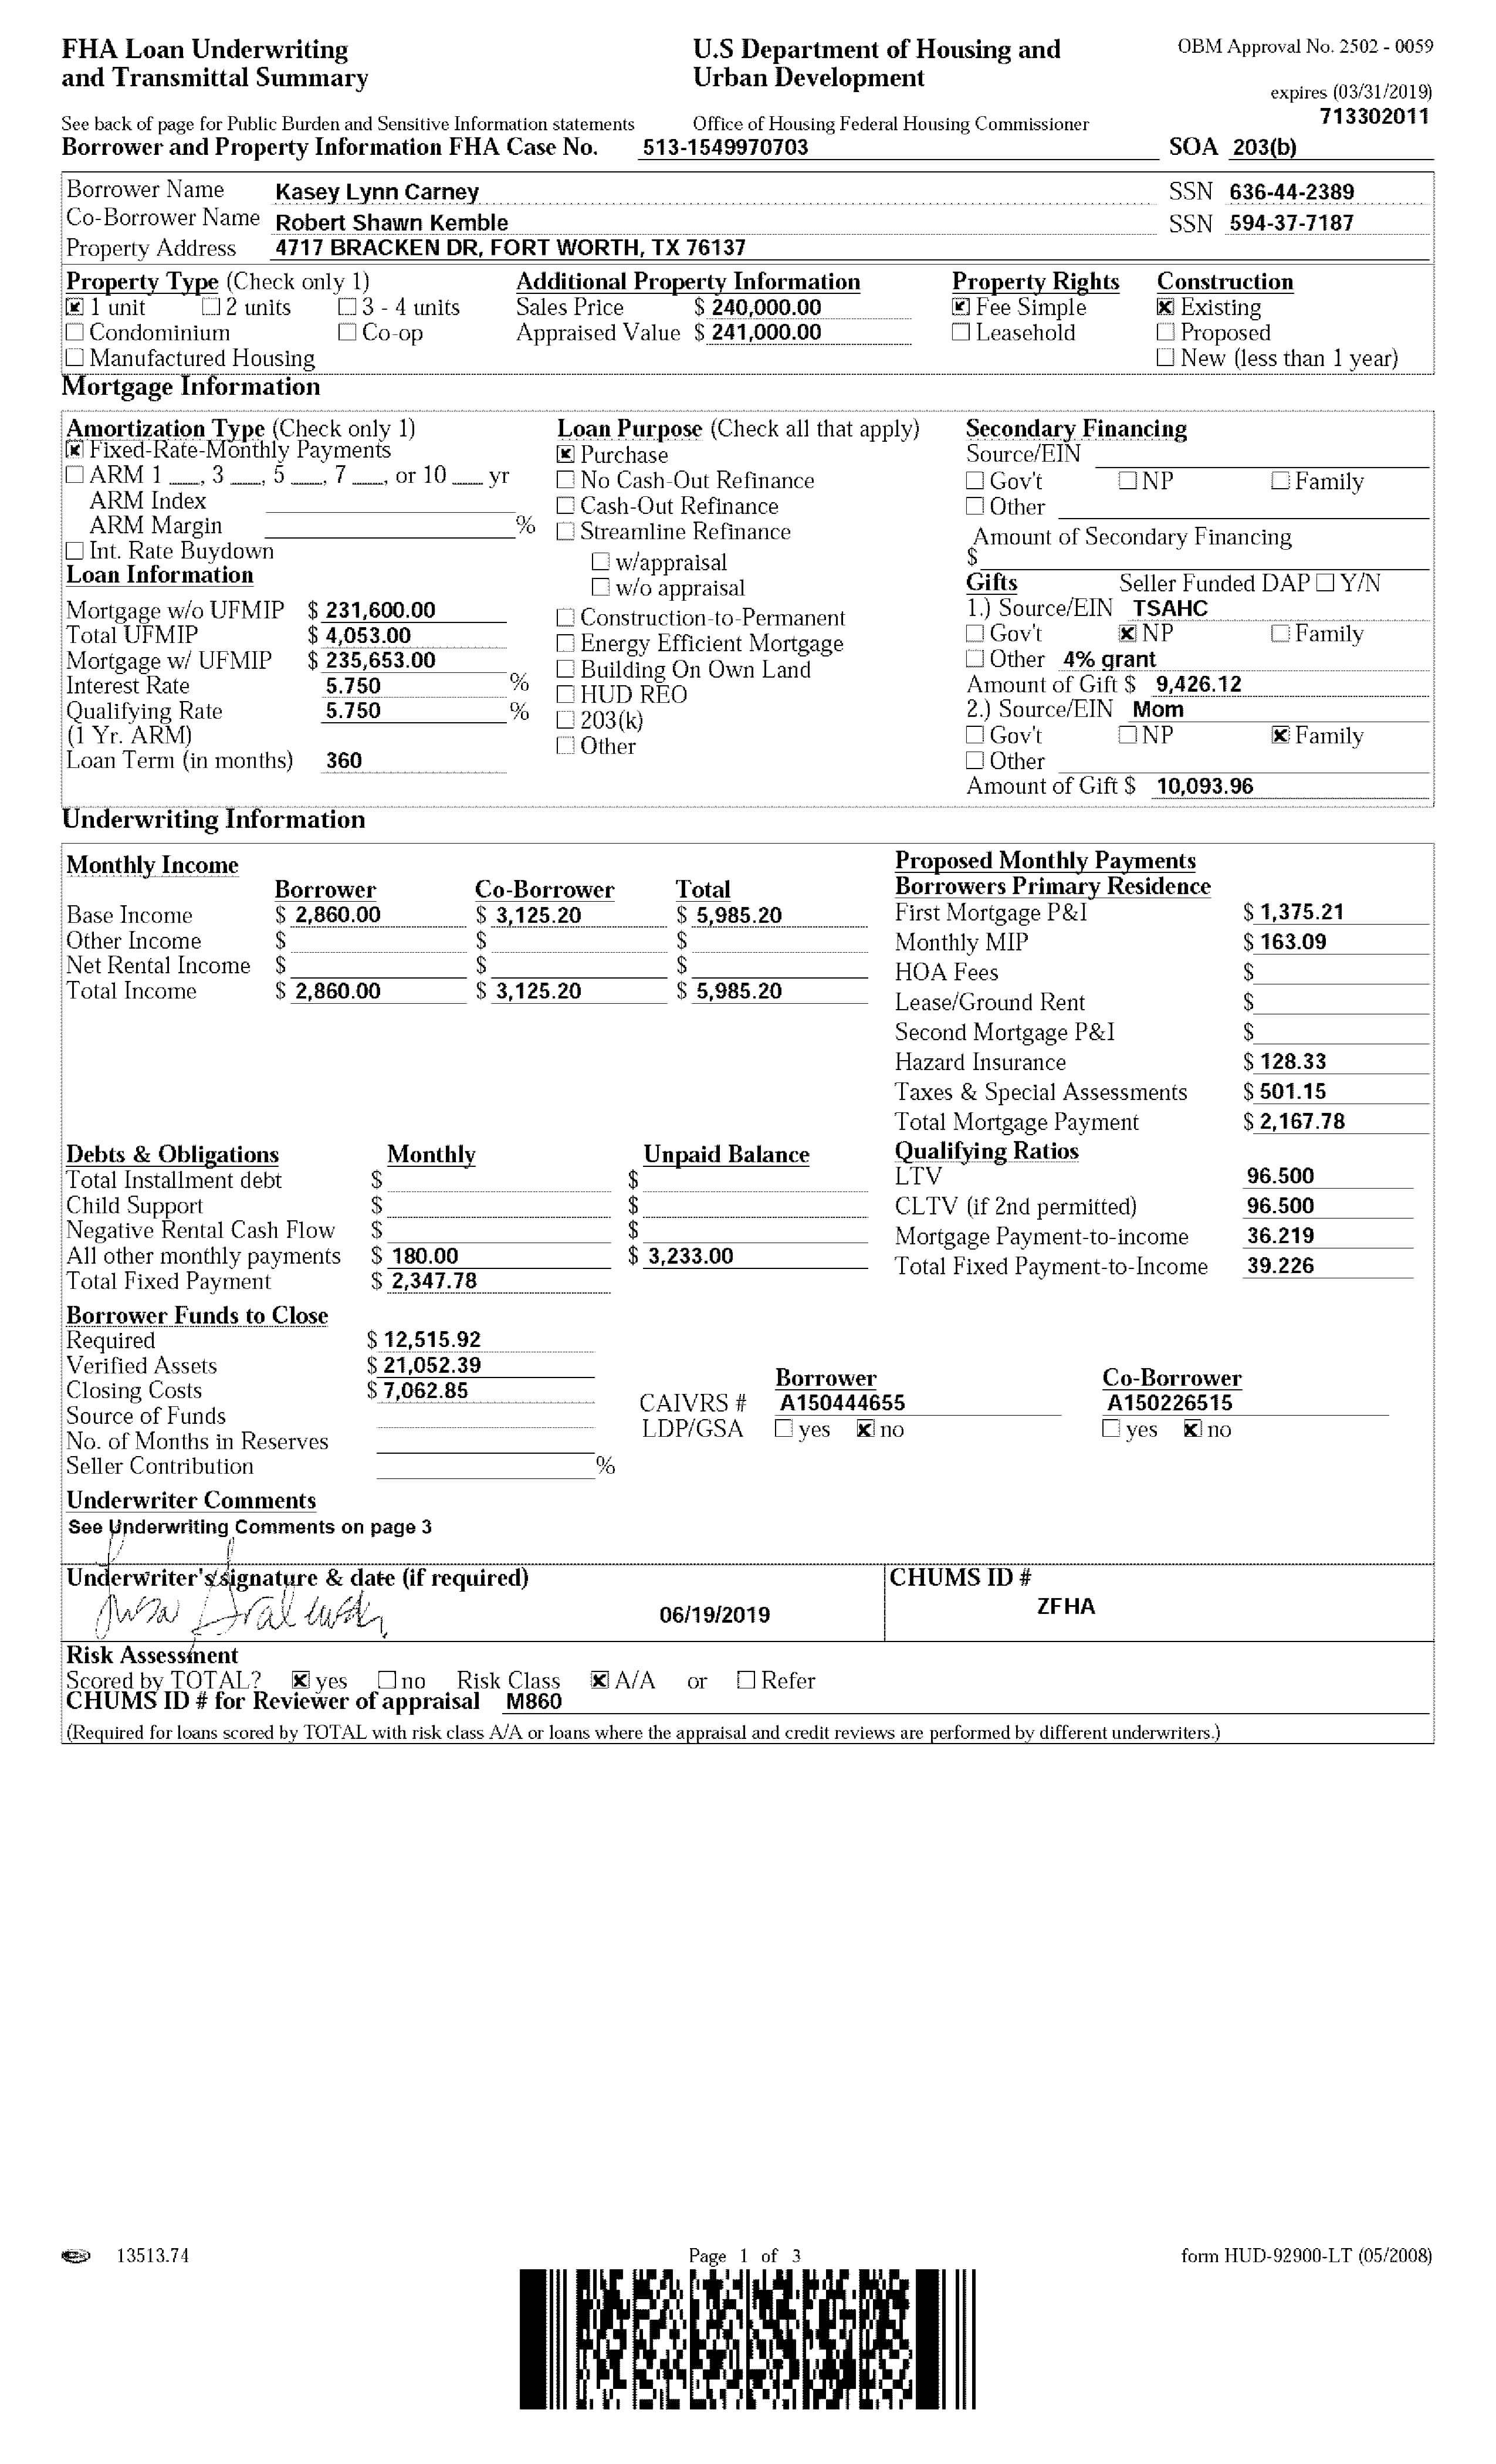 FHA Loan Underwriting
and Transmittal Summary
U.S Department of Housing and
Urban Development
OBM Approval No. 2502 - 0059
expires (03/31/2019)
713302011
See back of page for Public Burden and Sensitive Information statements
Office of Housing Federal Housing Commissioner
Borrower and Property Information FHA Case No. 513-1549970703 SOA 203(b)
Borrower Name Kasey Lynn Carney SSN 636-44-2389
Co-Borrower Name Robert Shawn Kemble SSN 594-37-7187
Property Address 4717 BRACKEN DR, FORT WORTH, TX 76137
Property Type (Check only 1)
1 unit 2 units 3 - 4 units
Condominium Co-op
Manufactured Housing
Additional Property Information
Sales Price $ 240,000.00
Appraised Value $ 241,000.00
Property Rights
Fee Simple
Leasehold
Construction
Existing
Proposed
New (less than 1 year)
Mortgage Information
Amortization Type (Check only 1)
Fixed-Rate-Monthly Payments
ARM 1 , 3 , 5 , 7 , or 10 yr
ARM Index
ARM Margin %
Int. Rate Buydown
Loan Information
Mortgage w/o UFMIP $ 231,600.00
Total UFMIP $ 4,053.00
Mortgage w/ UFMIP $ 235,653.00
Interest Rate 5.750 %
Qualifying Rate 5.750 %
(1 Yr. ARM)
Loan Term (in months) 360
Loan Purpose (Check all that apply)
Purchase
No Cash-Out Refinance
Cash-Out Refinance
Streamline Refinance
w/appraisal
w/o appraisal
Construction-to-Permanent
Energy Efficient Mortgage
Building On Own Land
HUD REO
203(k)
Other
Secondary Financing
Source/EIN
Gov't NP Family
Other
Amount of Secondary Financing
$
Gifts Seller Funded DAP Y/N
1.) Source/EIN TSAHC
Gov't NP Family
Other 4% grant
Amount of Gift $ 9,426.12
2.) Source/EIN Mom
Gov't NP Family
Other
Amount of Gift $ 10,093.96
Underwriting Information
Monthly Income
Borrower Co-Borrower Total
Base Income $ 2,860.00 $ 3,125.20 $ 5,985.20
Other Income $ $ $
Net Rental Income $ $ $
Total Income $ 2,860.00 $ 3,125.20 $ 5,985.20
Proposed Monthly Payments
Borrowers Primary Residence
First Mortgage P&I $ 1,375.21
Monthly MIP $ 163.09
HOA Fees $
Lease/Ground Rent $
Second Mortgage P&I $
Hazard Insurance $ 128.33
Taxes & Special Assessments $ 501.15
Total Mortgage Payment $ 2,167.78
Debts & Obligations Monthly Unpaid Balance
Total Installment debt $ $
Child Support $ $
Negative Rental Cash Flow $ $
All other monthly payments $ 180.00 $ 3,233.00
Total Fixed Payment $ 2,347.78
Qualifying Ratios
LTV 96.500
CLTV (if 2nd permitted) 96.500
Mortgage Payment-to-income 36.219
Total Fixed Payment-to-Income 39.226
Borrower Funds to Close
Required $ 12,515.92
Verified Assets $ 21,052.39
Closing Costs $ 7,062.85
Source of Funds
No. of Months in Reserves
Seller Contribution %
Borrower Co-Borrower
CAIVRS # A150444655 A150226515
LDP/GSA yes no yes no
Underwriter Comments
See Underwriting Comments on page 3
Underwriter's signature & date (if required)
06/19/2019
CHUMS ID #
ZFHA
Risk Assessment
Scored by TOTAL? yes no Risk Class A/A or Refer
CHUMS ID # for Reviewer of appraisal M860
(Required for loans scored by TOTAL with risk class A/A or loans where the appraisal and credit reviews are performed by different underwriters.)
13513.74
Page 1 of 3
form HUD-92900-LT (05/2008)